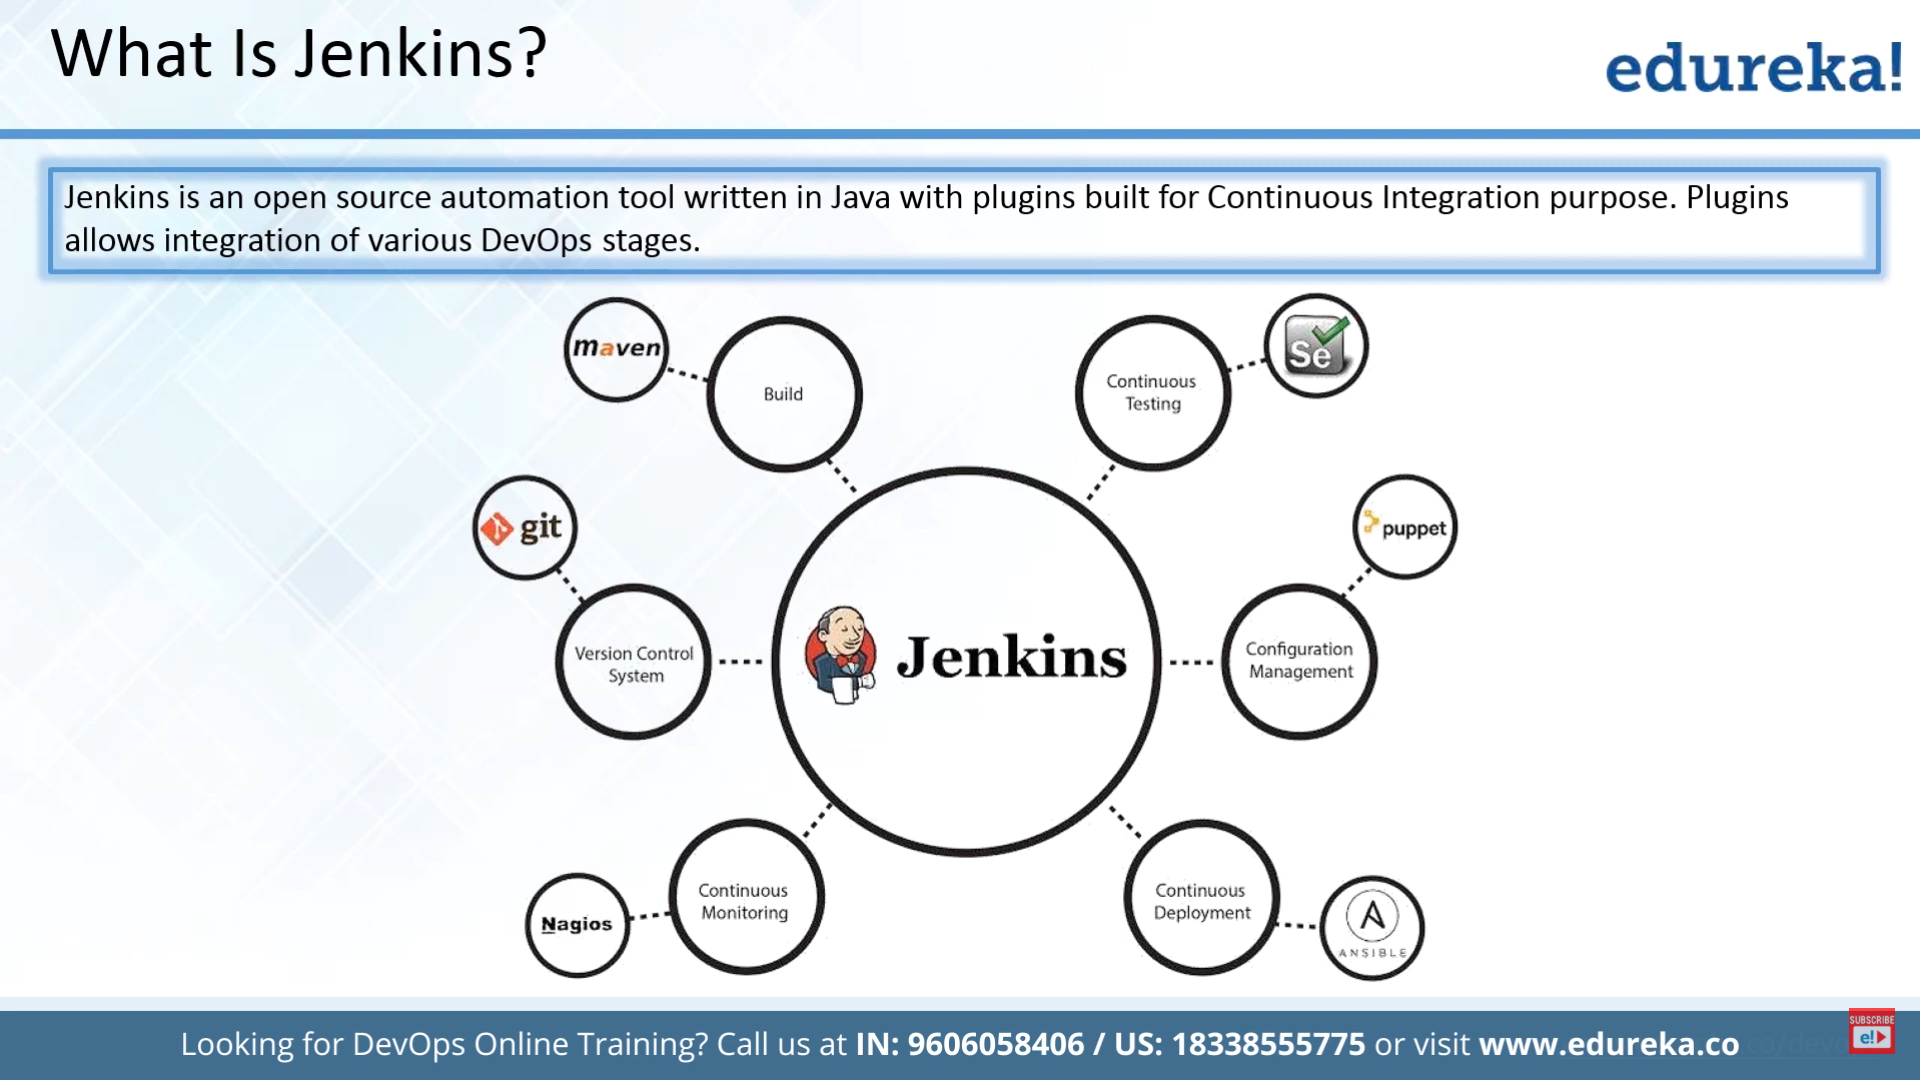 What Is Jenkins?
edureka!
Jenkins is an open source automation tool written in Java with plugins built for Continuous Integration purpose. Plugins
allows integration of various DevOps stages.
maven
Build
Continuous
Testing
Se
git
puppet
Version Control
System
Jenkins
Configuration
Management
Nagios
Continuous
Monitoring
Continuous
Deployment
A
ANSIBLE
Looking for DevOps Online Training? Call us at IN: 9606058406 / US: 18338555775 or visit www.edureka.co
SUBSCRIBE
e!